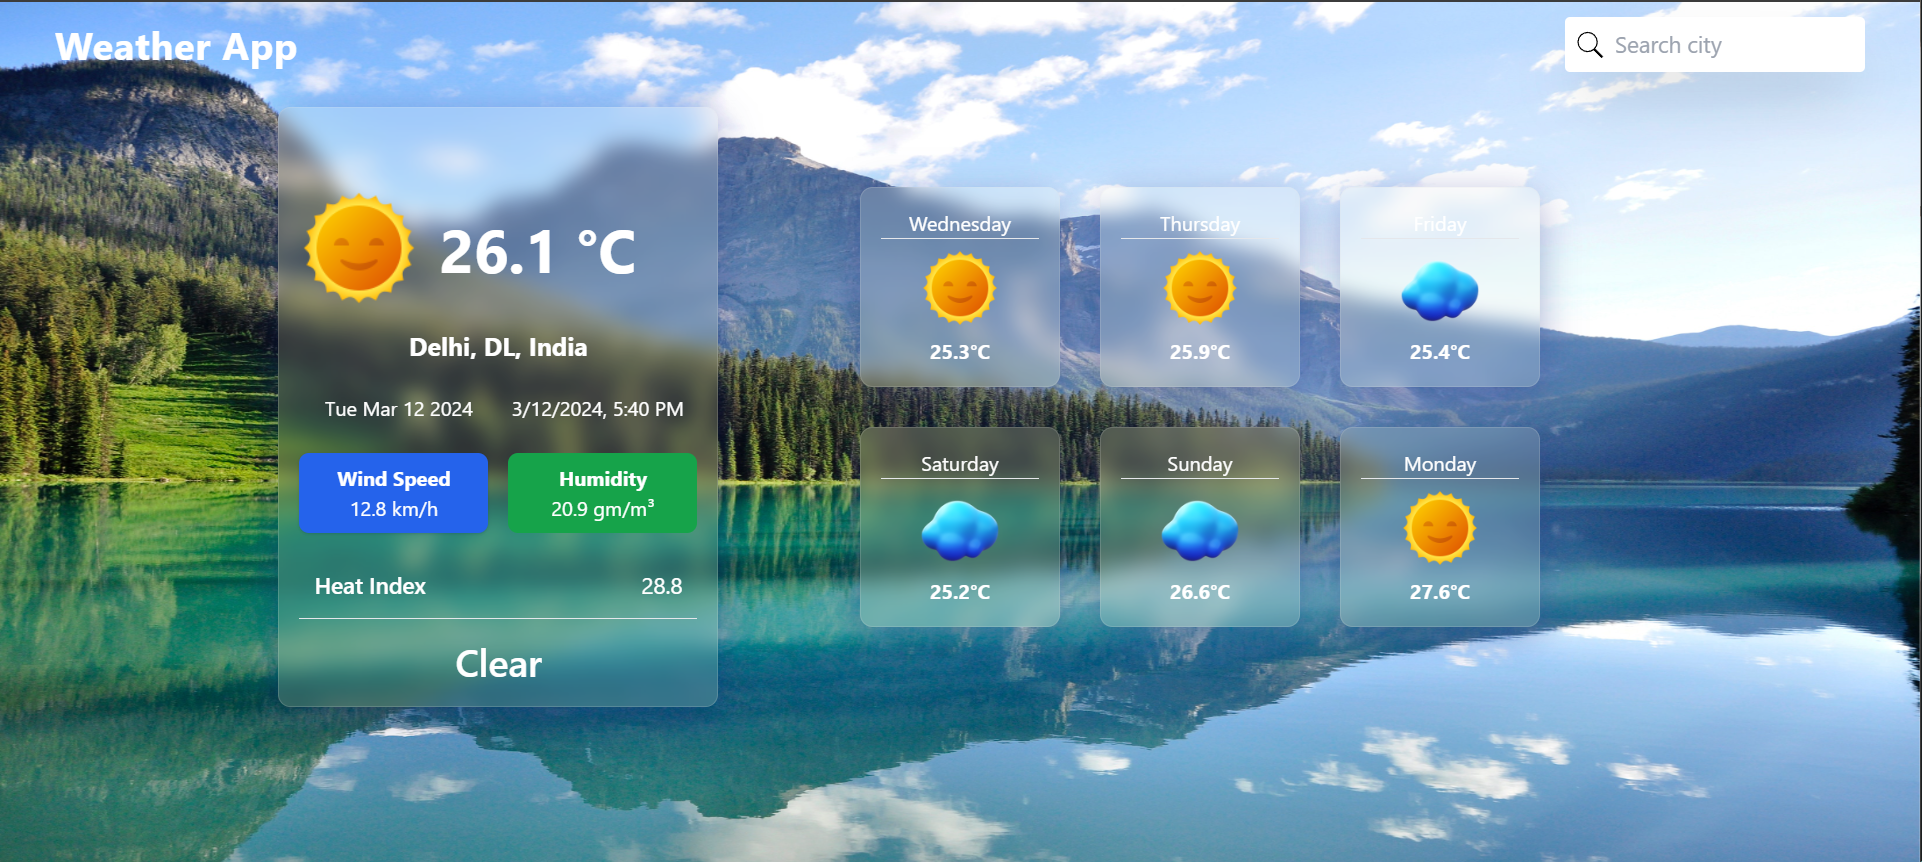 Weather App
Search city
26.1 °C
Delhi, DL, India
Tue Mar 12 2024 3/12/2024, 5:40 PM
Wind Speed
12.8 km/h
Humidity
20.9 gm/m³
Heat Index 28.8
Clear
Wednesday
25.3°C
Thursday
25.9°C
Friday
25.4°C
Saturday
25.2°C
Sunday
26.6°C
Monday
27.6°C